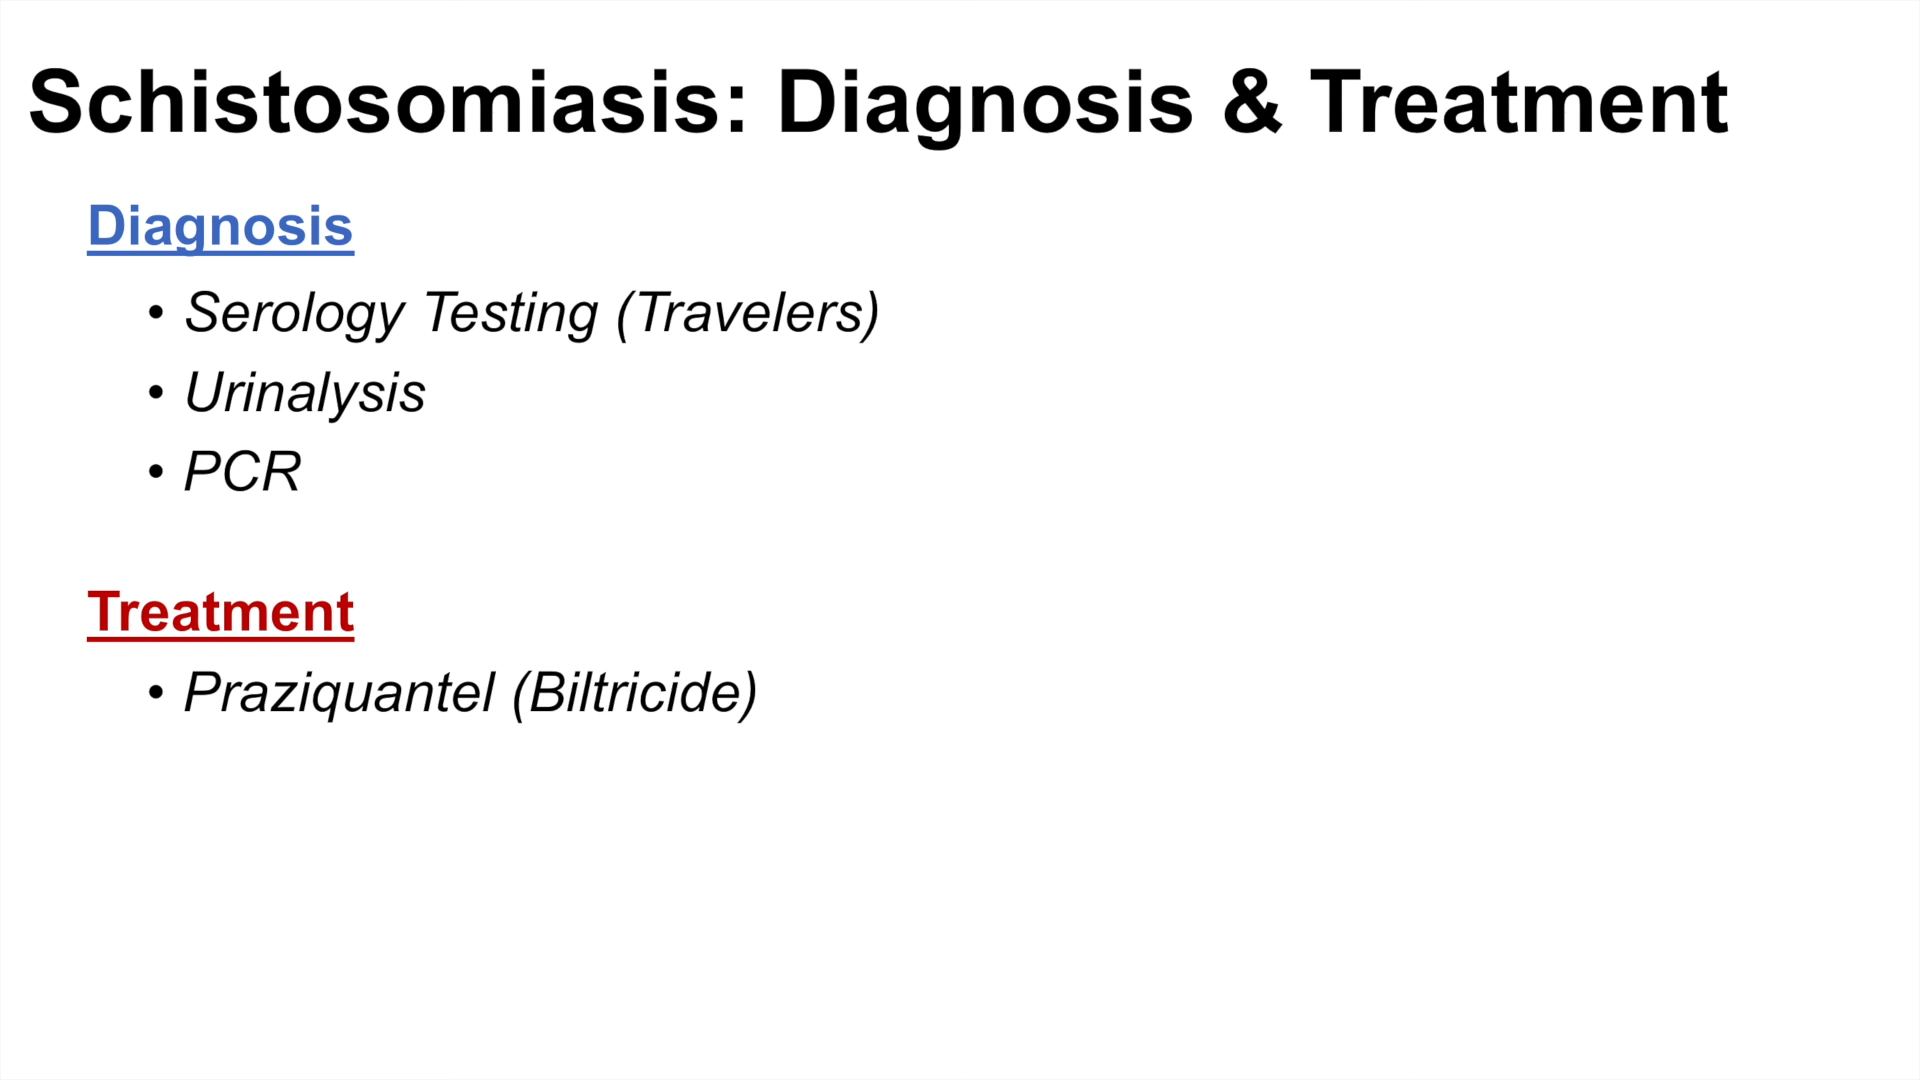 Schistosomiasis: Diagnosis & Treatment
Diagnosis
• Serology Testing (Travelers)
• Urinalysis
• PCR
Treatment
• Praziquantel (Biltricide)